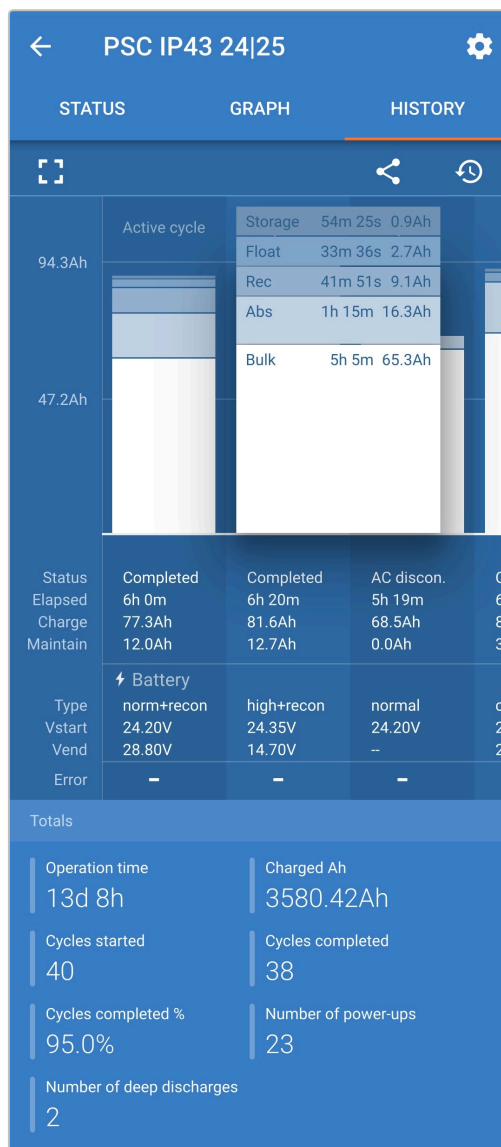 PSC IP43 24|25
STATUS GRAPH HISTORY
Active cycle
94.3Ah
47.2Ah
Storage 54m 25s 0.9Ah
Float 33m 36s 2.7Ah
Rec 41m 51s 9.1Ah
Abs 1h 15m 16.3Ah
Bulk 5h 5m 65.3Ah
Status Completed Completed AC discon.
Elapsed 6h 0m 6h 20m 5h 19m
Charge 77.3Ah 81.6Ah 68.5Ah
Maintain 12.0Ah 12.7Ah 0.0Ah
Battery
Type norm+recon high+recon normal
Vstart 24.20V 24.35V 24.20V
Vend 28.80V 14.70V --
Error – – –
Totals
Operation time Charged Ah
13d 8h 3580.42Ah
Cycles started Cycles completed
40 38
Cycles completed % Number of power-ups
95.0% 23
Number of deep discharges
2